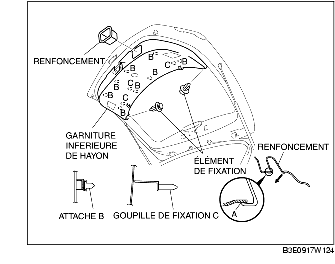 RENFONCEMENT
B
B
B
B
C
B
B
C
C
B
C
B
C
B
GARNITURE
INFERIEURE
DE HAYON
ÉLÉMENT
DE FIXATION
RENFONCEMENT
A
ATTACHE B
GOUPILLE DE FIXATION C
B3E0917W124